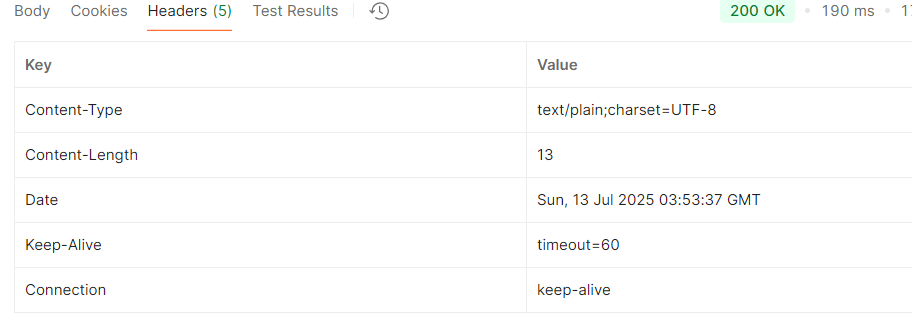 Body Cookies Headers (5) Test Results 200 OK 190 ms
Key Value
Content-Type text/plain;charset=UTF-8
Content-Length 13
Date Sun, 13 Jul 2025 03:53:37 GMT
Keep-Alive timeout=60
Connection keep-alive